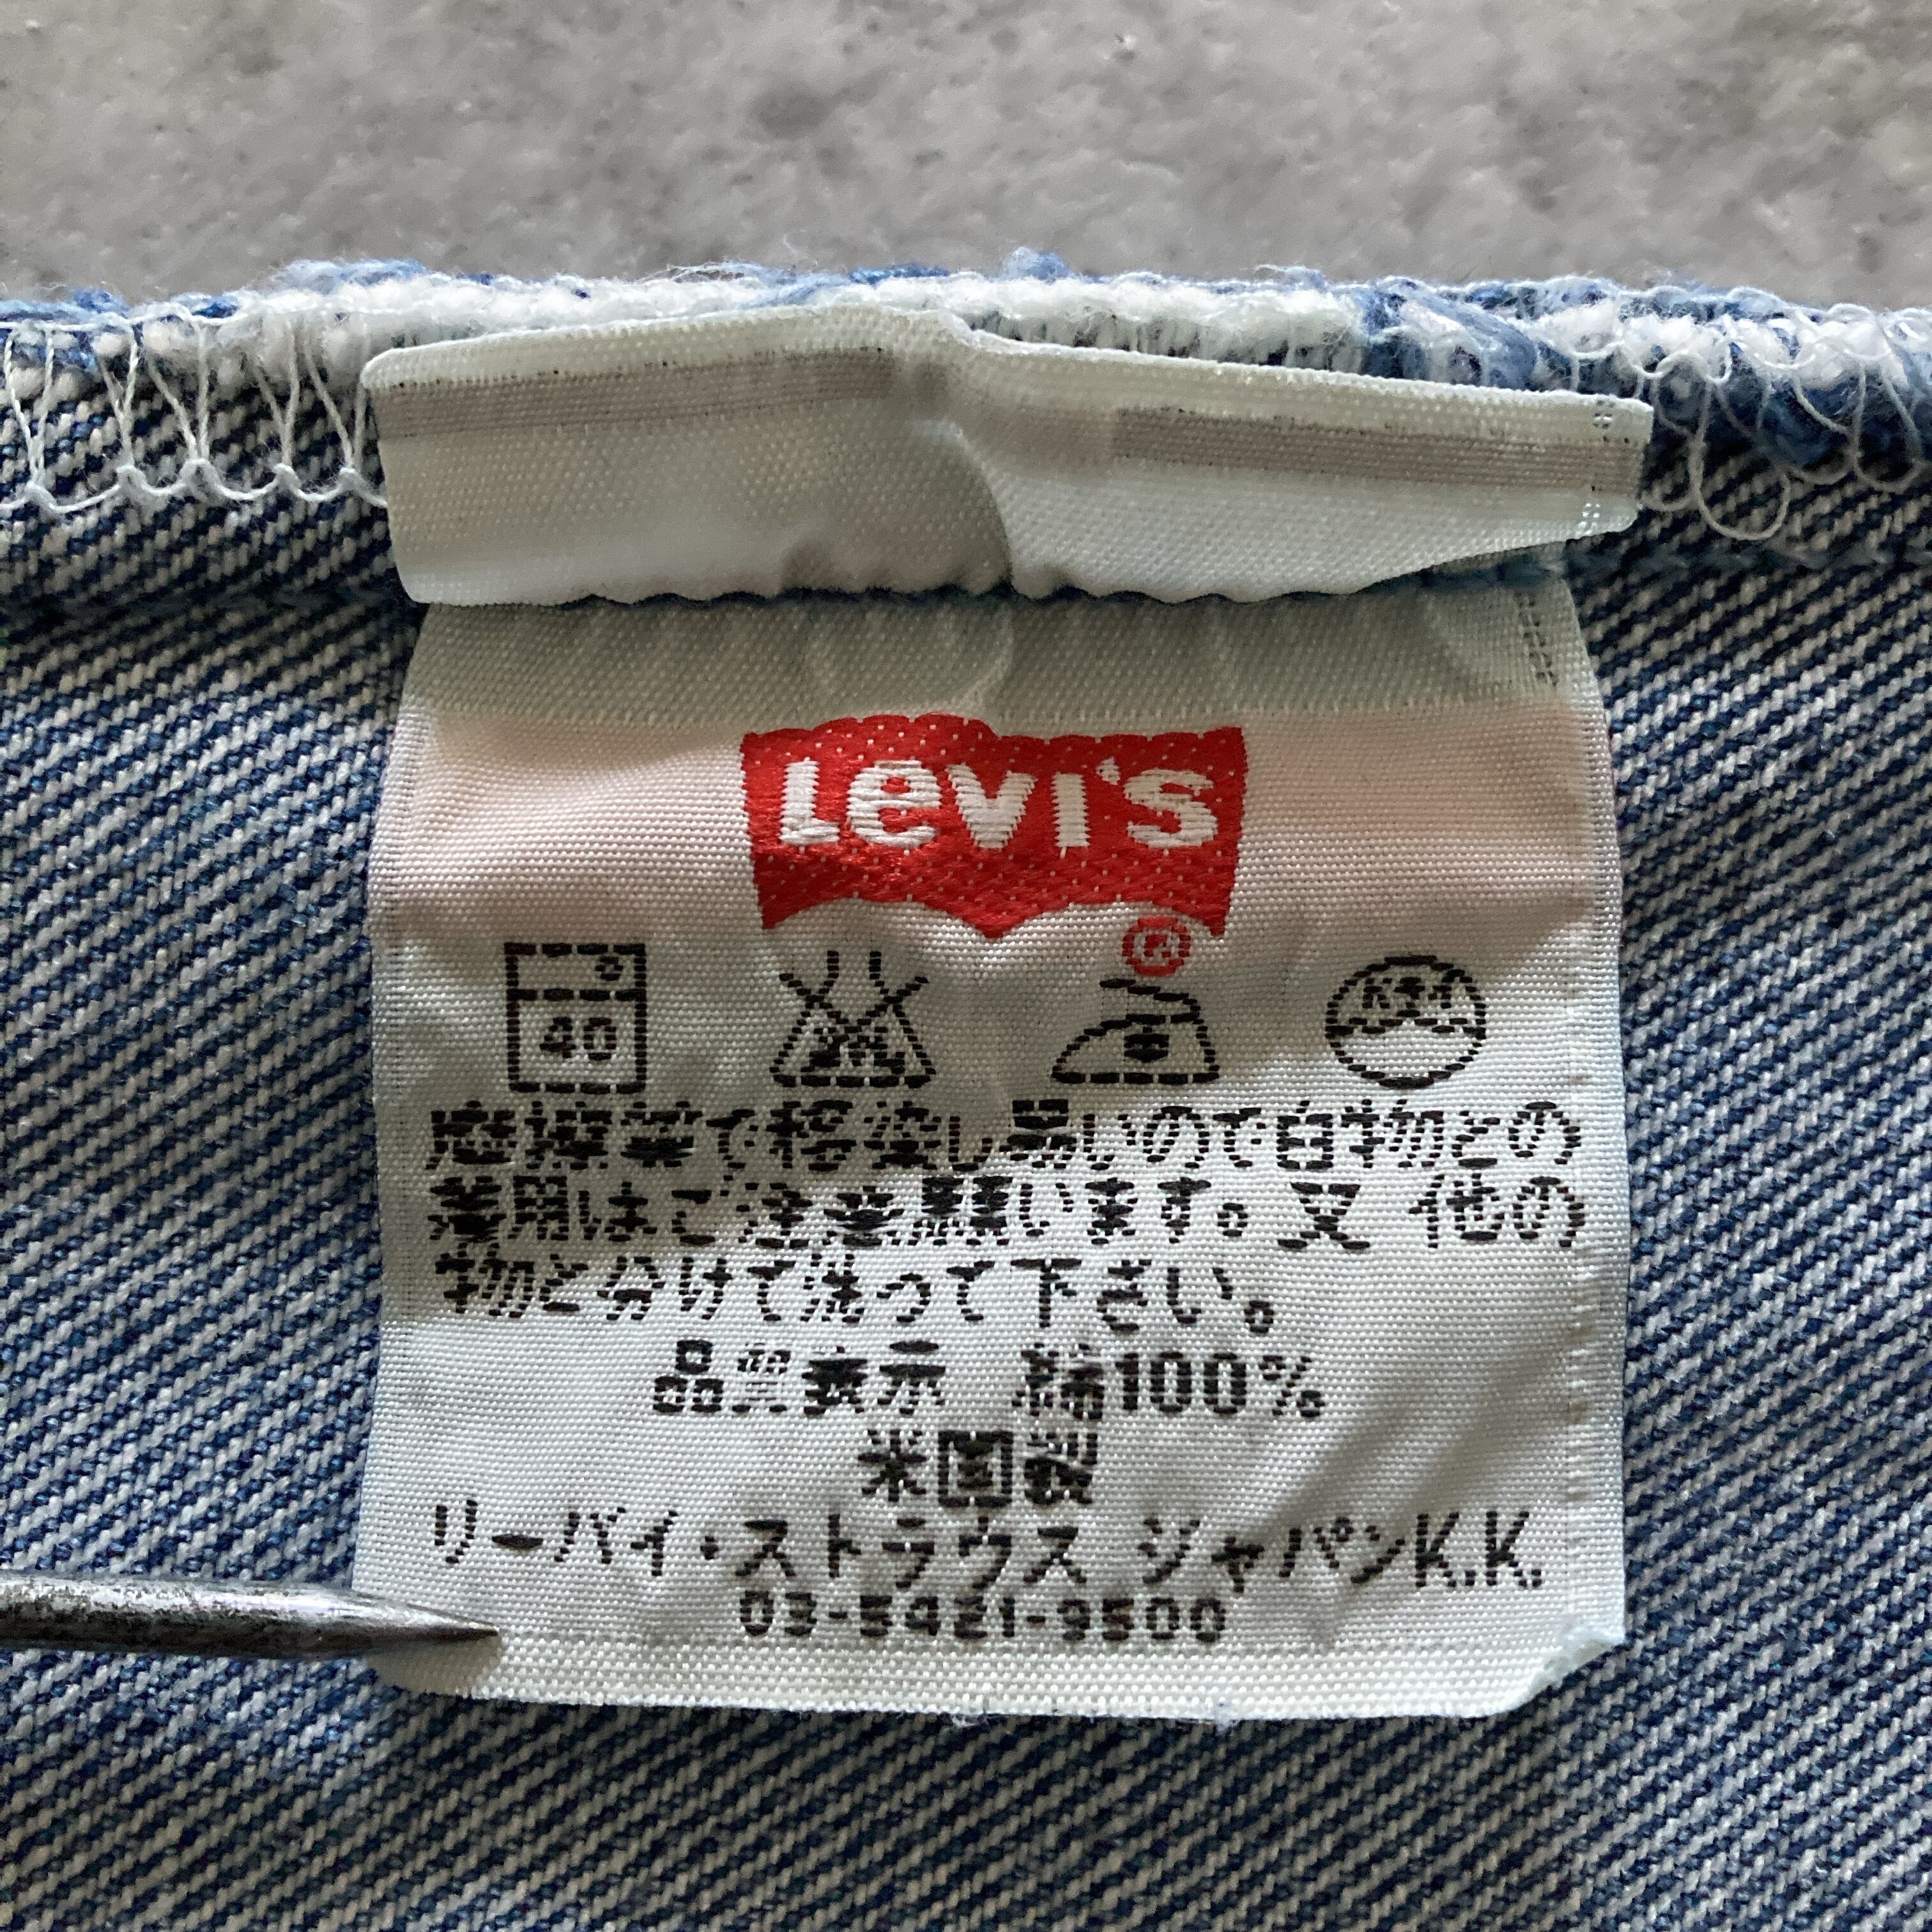 Levi's
®
40
ドライ
摩擦等で移染し易いので白物との
着用はご注意願います。又 他の
物と分けて洗って下さい。
品質表示 綿100%
米国製
リーバイ・ストラウス ジャパンK.K.
03-5421-9500